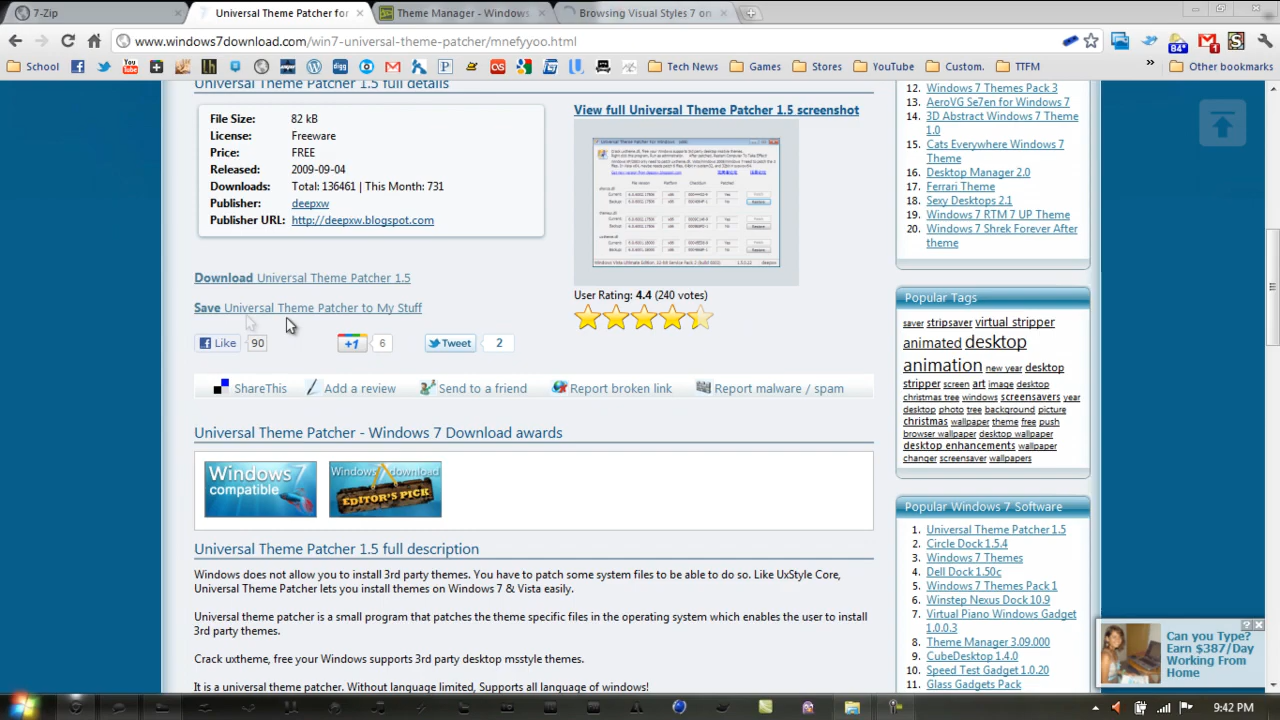 7-Zip
Universal Theme Patcher for
Theme Manager - Windows
Browsing Visual Styles 7 on
www.windows7download.com/win7-universal-theme-patcher/mnefyyoo.html
84*
1
School
Tech News
Games
Stores
YouTube
Custom.
TTFM
Other bookmarks
Universal Theme Patcher 1.5 full details
File Size: 82 kB
License: Freeware
Price: FREE
Released: 2009-09-04
Downloads: Total: 136461 | This Month: 731
Publisher: deepxw
Publisher URL: http://deepxw.blogspot.com
View full Universal Theme Patcher 1.5 screenshot
User Rating: 4.4 (240 votes)
Download Universal Theme Patcher 1.5
Save Universal Theme Patcher to My Stuff
Like 90
+1 6
Tweet 2
ShareThis
Add a review
Send to a friend
Report broken link
Report malware / spam
Universal Theme Patcher - Windows 7 Download awards
Windows 7
compatible
Windows7download
EDITOR'S PICK
Universal Theme Patcher 1.5 full description
Windows does not allow you to install 3rd party themes. You have to patch some system files to be able to do so. Like UxStyle Core,
Universal Theme Patcher lets you install themes on Windows 7 & Vista easily.
Universal theme patcher is a small program that patches the theme specific files in the operating system which enables the user to install
3rd party themes.
Crack uxtheme, free your Windows supports 3rd party desktop msstyle themes.
It is a universal theme patcher. Without language limited, Supports all language of windows!
12. Windows 7 Themes Pack 3
13. AeroVG Se7en for Windows 7
14. 3D Abstract Windows 7 Theme
1.0
15. Cats Everywhere Windows 7
Theme
16. Desktop Manager 2.0
17. Ferrari Theme
18. Sexy Desktops 2.1
19. Windows 7 RTM 7 UP Theme
20. Windows 7 Shrek Forever After
theme
Popular Tags
saver stripsaver virtual stripper
animated desktop
animation new year desktop
stripper screen art image desktop
christmas tree windows screensavers year
desktop photo tree background picture
christmas wallpaper theme free push
browser wallpaper desktop wallpaper
desktop enhancements wallpaper
changer screensaver wallpapers
Popular Windows 7 Software
1. Universal Theme Patcher 1.5
2. Circle Dock 1.5.4
3. Windows 7 Themes
4. Dell Dock 1.50c
5. Windows 7 Themes Pack 1
6. Winstep Nexus Dock 10.9
7. Virtual Piano Windows Gadget
1.0.0.3
8. Theme Manager 3.09.000
9. CubeDesktop 1.4.0
10. Speed Test Gadget 1.0.20
11. Glass Gadgets Pack
Can you Type?
Earn $387/Day
Working From
Home
9:42 PM